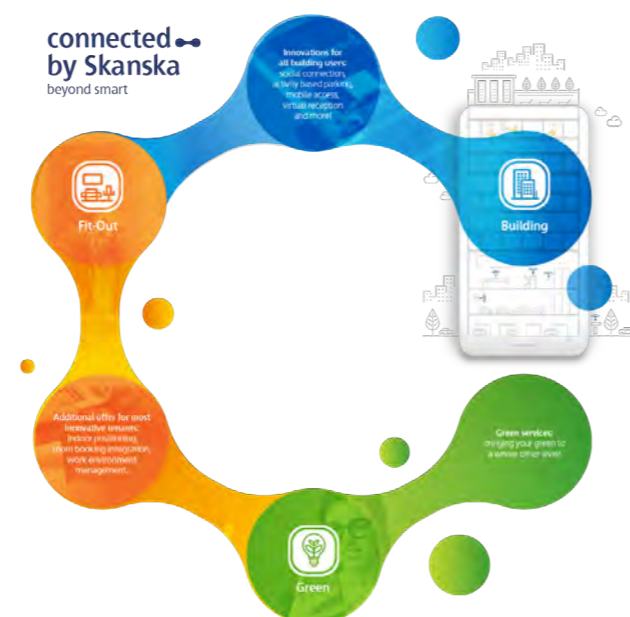 connected
by Skanska
beyond smart
Innovations for
all building users:
social connection,
activity based parking,
mobile access,
virtual reception
and more!
Fit-Out
Building
Additional offer for most
innovative tenants:
Indoor positioning,
room booking integration,
work environment
management...
Green services:
bringing your green to
a whole other level
Green